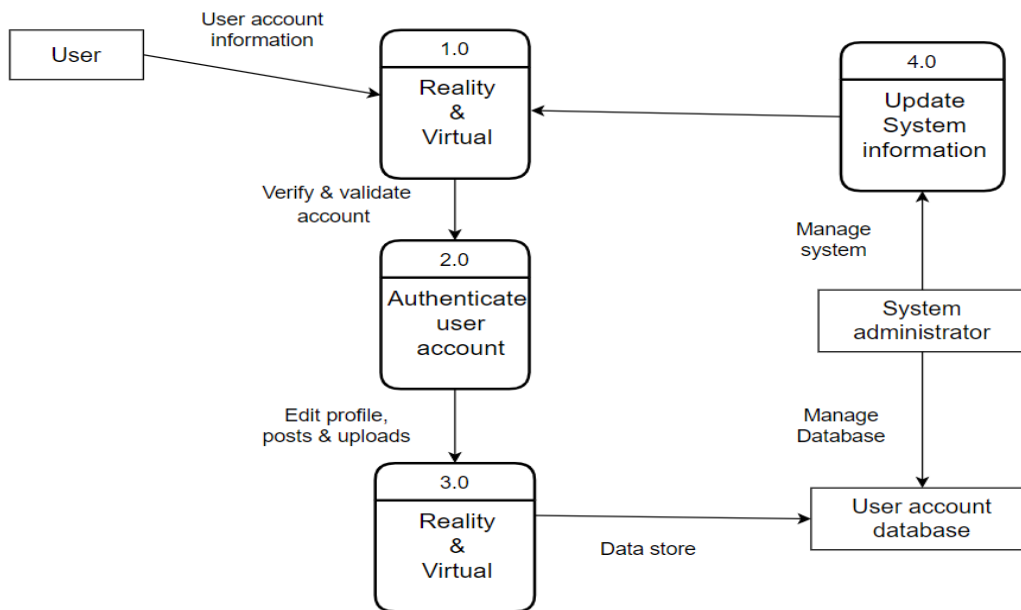 User
User account
information
1.0
Reality
&
Virtual
4.0
Update
System
information
Verify & validate
account
2.0
Authenticate
user
account
Manage
system
System
administrator
Edit profile,
posts & uploads
Manage
Database
3.0
Reality
&
Virtual
Data store
User account
database